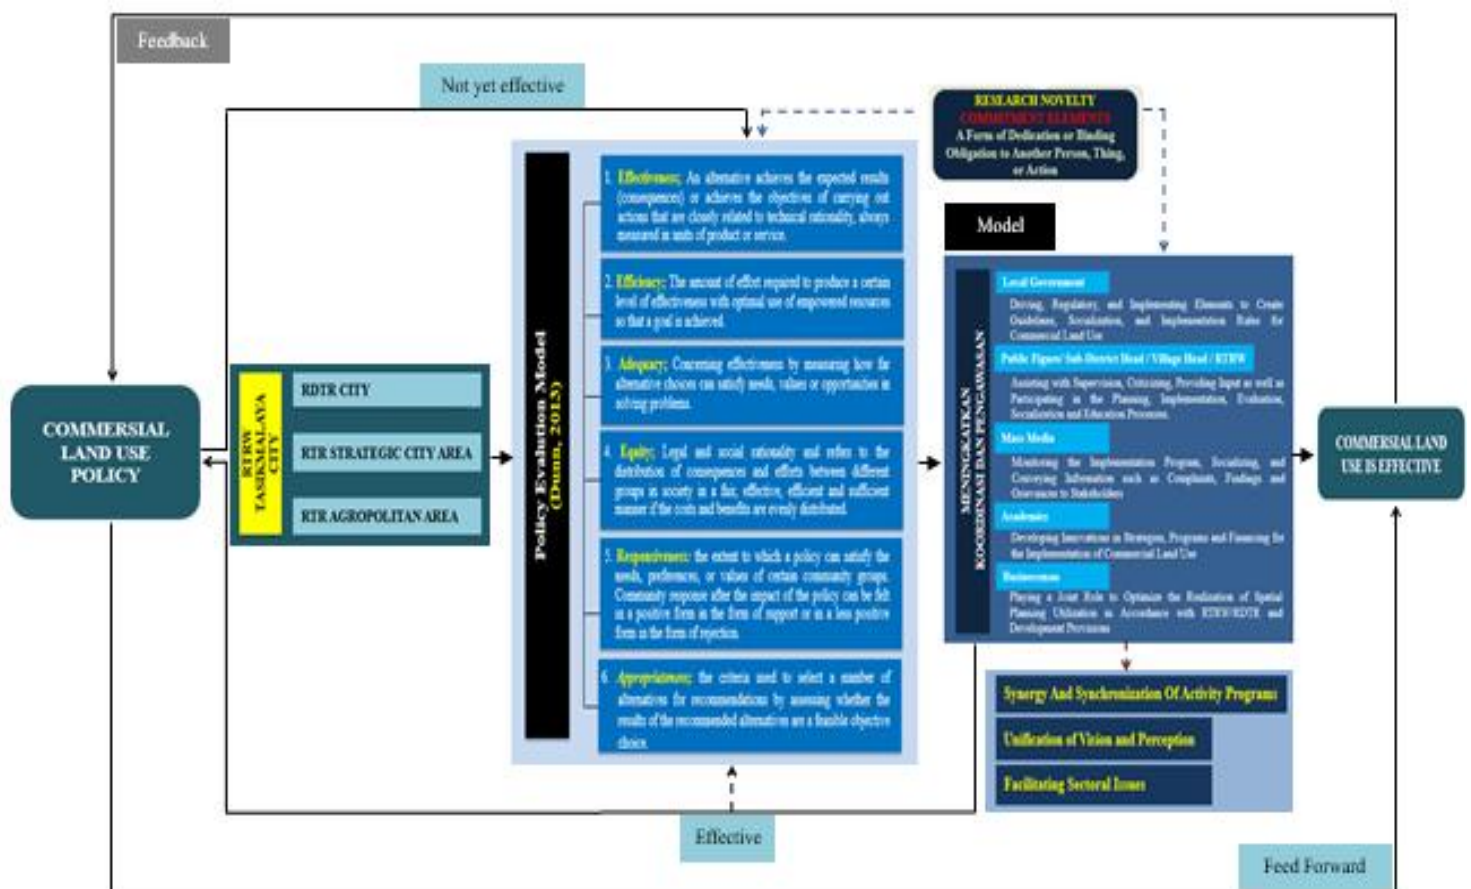 Feedback
Not yet effective
RESEARCH NOVELTY
COMMITMENT ELEMENTS
A Form of Dedication or Binding
Obligation to Another Person, Thing,
or Action
COMMERSIAL
LAND USE
POLICY
RTRW
TASIKMALAYA
CITY
RDTR CITY
RTR STRATEGIC CITY AREA
RTR AGROPOLITAN AREA
Policy Evalution Model
(Dunn, 2013)
1. Effectiveness; An alternative achieves the expected results
(consequences) or achieves the objectives of carrying out
actions that are closely related to technical rationality, always
measured in units of product or service.
2. Efficiency; The amount of effort required to produce a certain
level of effectiveness with optimal use of empowered resources
so that a goal is achieved.
3. Adequacy; Concerning effectiveness by measuring how far
alternative choices can satisfy needs, values or opportunities in
solving problems.
4. Equity; Legal and social rationality and refers to the
distribution of consequences and efforts between different
groups in society in a fair, effective, efficient and sufficient
manner if the costs and benefits are evenly distributed.
5. Responsiveness: the extent to which a policy can satisfy the
needs, preferences, or values of certain community groups.
Community response after the impact of the policy can be felt
in a positive form in the form of support or in a less positive
form in the form of rejection.
6. Appropriateness; the criteria used to select a number of
alternatives for recommendations by assessing whether the
results of the recommended alternatives are a feasible objective
choice.
Model
MENINGKATKAN
KOORDINASI DAN PENGAWASAN
Local Government
Driving, Regulatory, and Implementing Elements to Create
Guidelines, Socialization, and Implementation Rules for
Commercial Land Use
Public Figure/ Sub-District Head / Village Head / RT/RW
Assisting with Supervision, Criticizing, Providing Input as well as
Participating in the Planning, Implementation, Evaluation,
Socialization and Education Processes.
Mass Media
Monitoring the Implementation Program, Socializing, and
Conveying Information such as Complaints, Findings and
Grievances to Stakeholders
Academics
Developing Innovations in Strategies, Programs and Financing for
the Implementation of Commercial Land Use
Businessman
Playing a Joint Role to Optimize the Realization of Spatial
Planning Utilization in Accordance with RTRW/RDTR and
Development Provisions
Synergy And Synchronization Of Activity Programs
Unification of Vision and Perception
Facilitating Sectoral Issues
COMMERSIAL LAND
USE IS EFFECTIVE
Effective
Feed Forward